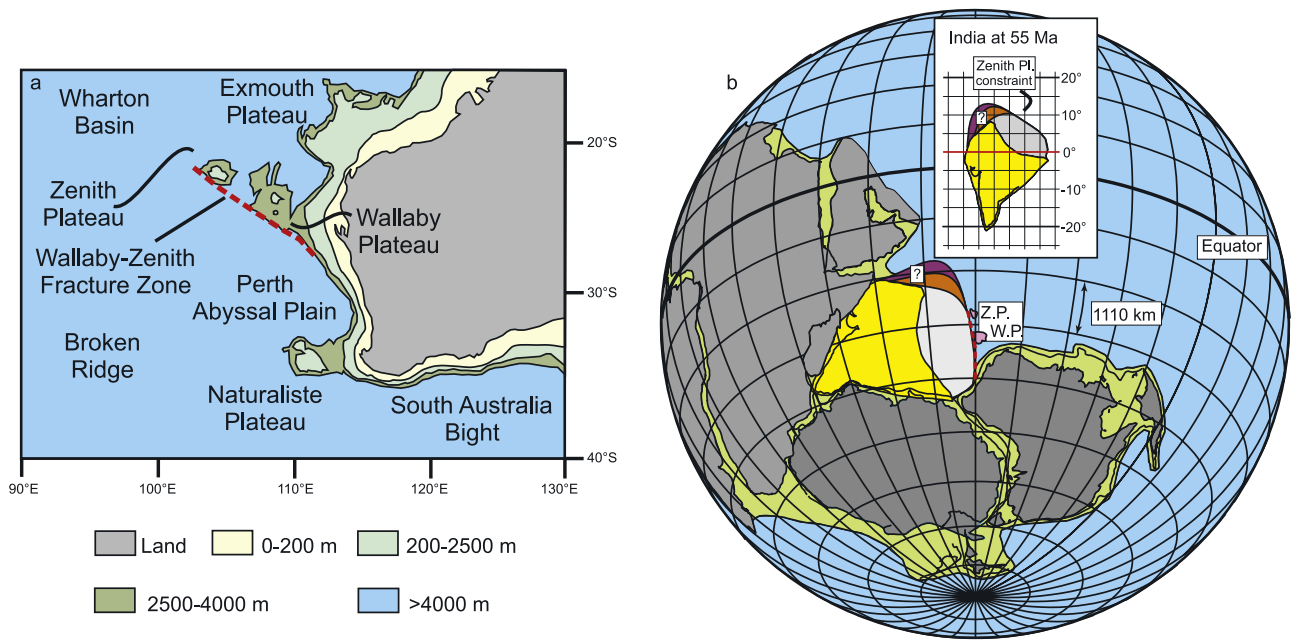 a
Wharton
Basin
Exmouth
Plateau
Zenith
Plateau
Wallaby-Zenith
Fracture Zone
Wallaby
Plateau
Perth
Abyssal Plain
Broken
Ridge
Naturaliste
Plateau
South Australia
Bight
20°S
30°S
40°S
90°E
100°E
110°E
120°E
130°E
Land
0-200 m
200-2500 m
2500-4000 m
>4000 m
b
India at 55 Ma
Zenith Pl.
constraint
?
20°
10°
0°
-10°
-20°
Equator
?
Z.P.
W.P.
1110 km